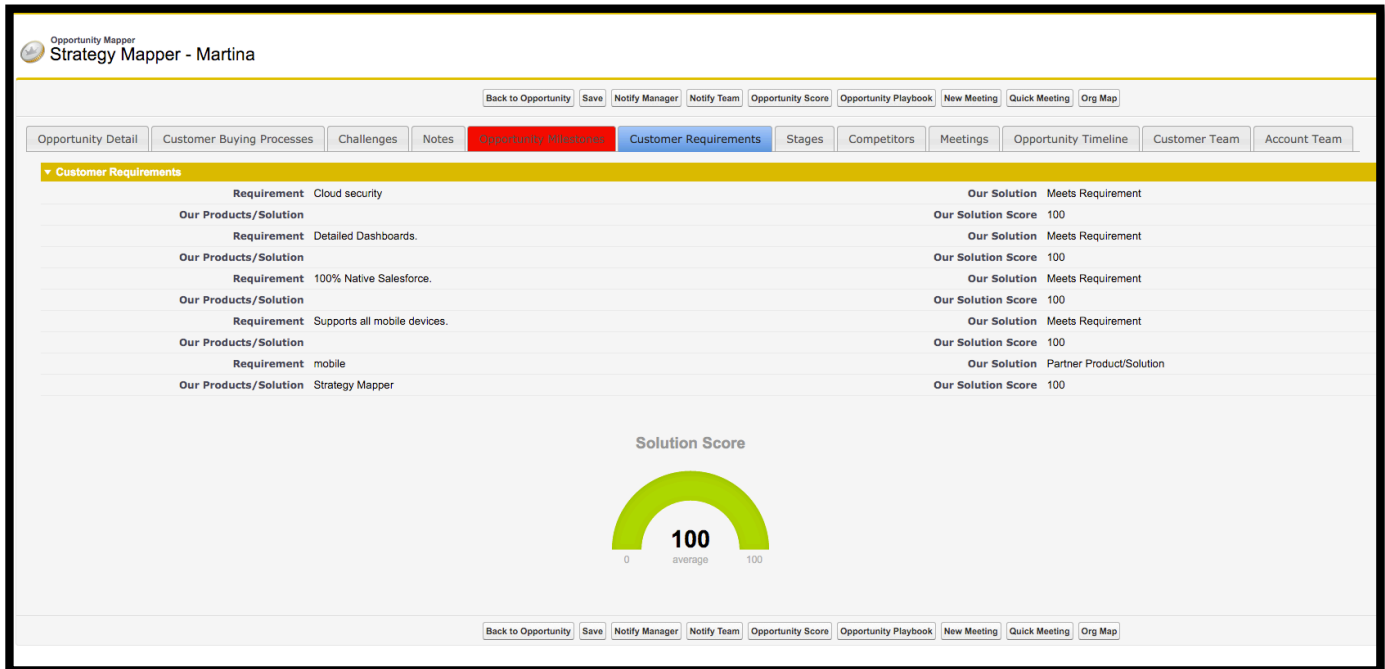 Opportunity Mapper
Strategy Mapper - Martina
Back to Opportunity Save Notify Manager Notify Team Opportunity Score Opportunity Playbook New Meeting Quick Meeting Org Map
Opportunity Detail Customer Buying Processes Challenges Notes Opportunity Milestones Customer Requirements Stages Competitors Meetings Opportunity Timeline Customer Team Account Team
Customer Requirements
Requirement Cloud security Our Solution Meets Requirement
Our Products/Solution Our Solution Score 100
Requirement Detailed Dashboards. Our Solution Meets Requirement
Our Products/Solution Our Solution Score 100
Requirement 100% Native Salesforce. Our Solution Meets Requirement
Our Products/Solution Our Solution Score 100
Requirement Supports all mobile devices. Our Solution Meets Requirement
Our Products/Solution Our Solution Score 100
Requirement mobile Our Solution Partner Product/Solution
Our Products/Solution Strategy Mapper Our Solution Score 100
Solution Score
100
0 average 100
Back to Opportunity Save Notify Manager Notify Team Opportunity Score Opportunity Playbook New Meeting Quick Meeting Org Map